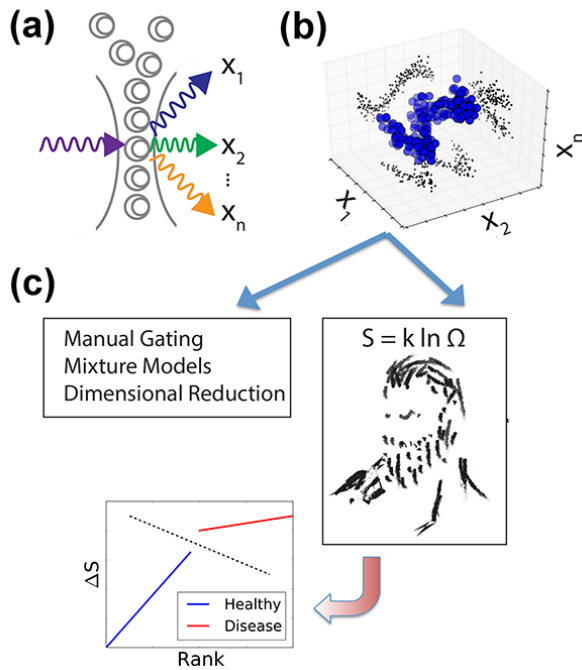 (a)
X1
X2
...
Xn
(b)
X1
X2
Xn
(c)
Manual Gating
Mixture Models
Dimensional Reduction
S = k ln Ω
ΔS
Healthy
Disease
Rank